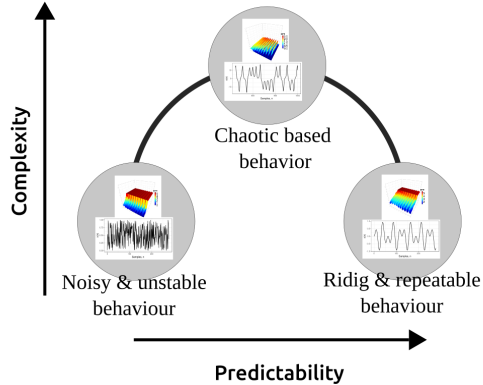 Complexity
Chaotic based
behavior
Noisy & unstable
behaviour
Ridig & repeatable
behaviour
Predictability